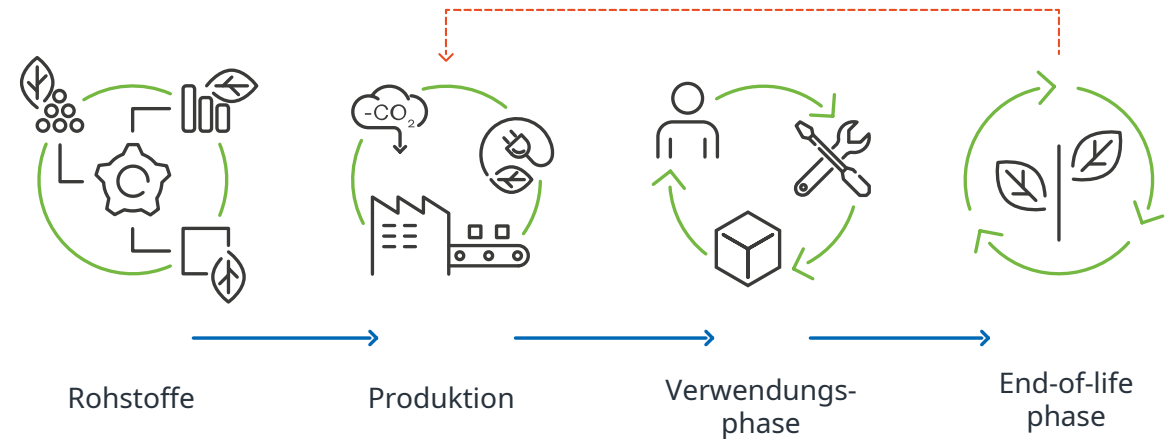 -CO₂
Rohstoffe
Produktion
Verwendungs-
phase
End-of-life
phase